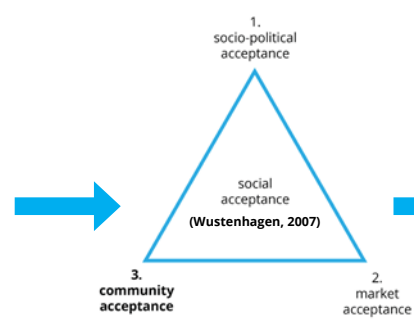 1.
socio-political
acceptance
social
acceptance
(Wustenhagen, 2007)
3.
community
acceptance
2.
market
acceptance